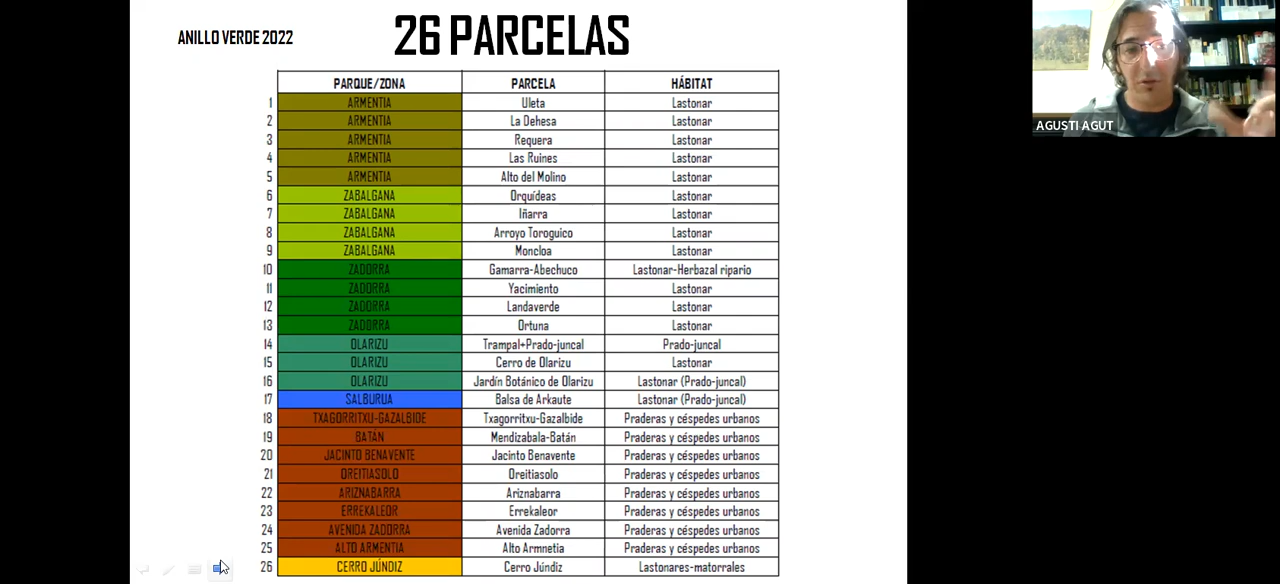 ANILLO VERDE 2022
26 PARCELAS
PARQUE/ZONA PARCELA HÁBITAT
1 ARMENTIA Uleta Lastonar
2 ARMENTIA La Dehesa Lastonar
3 ARMENTIA Requera Lastonar
4 ARMENTIA Las Ruines Lastonar
5 ARMENTIA Alto del Molino Lastonar
6 ZABALGANA Orquídeas Lastonar
7 ZABALGANA Iñarra Lastonar
8 ZABALGANA Arroyo Toroguico Lastonar
9 ZABALGANA Moncloa Lastonar
10 ZADORRA Gamarra-Abechuco Lastonar-Herbazal ripario
11 ZADORRA Yacimiento Lastonar
12 ZADORRA Landaverde Lastonar
13 ZADORRA Ortuna Lastonar
14 OLARIZU Trampal+Prado-juncal Prado-juncal
15 OLARIZU Cerro de Olarizu Lastonar
16 OLARIZU Jardín Botánico de Olarizu Lastonar (Prado-juncal)
17 SALBURUA Balsa de Arkaute Lastonar (Prado-juncal)
18 TXAGORRITXU-GAZALBIDE Txagorritxu-Gazalbide Praderas y céspedes urbanos
19 BATÁN Mendizabala-Batán Praderas y céspedes urbanos
20 JACINTO BENAVENTE Jacinto Benavente Praderas y céspedes urbanos
21 OREITIASOLO Oreitiasolo Praderas y céspedes urbanos
22 ARIZNABARRA Ariznabarra Praderas y céspedes urbanos
23 ERREKALEOR Errekaleor Praderas y céspedes urbanos
24 AVENIDA ZADORRA Avenida Zadorra Praderas y céspedes urbanos
25 ALTO ARMENTIA Alto Armnetia Praderas y céspedes urbanos
26 CERRO JÚNDIZ Cerro Júndiz Lastonares-matorrales
AGUSTI AGUT